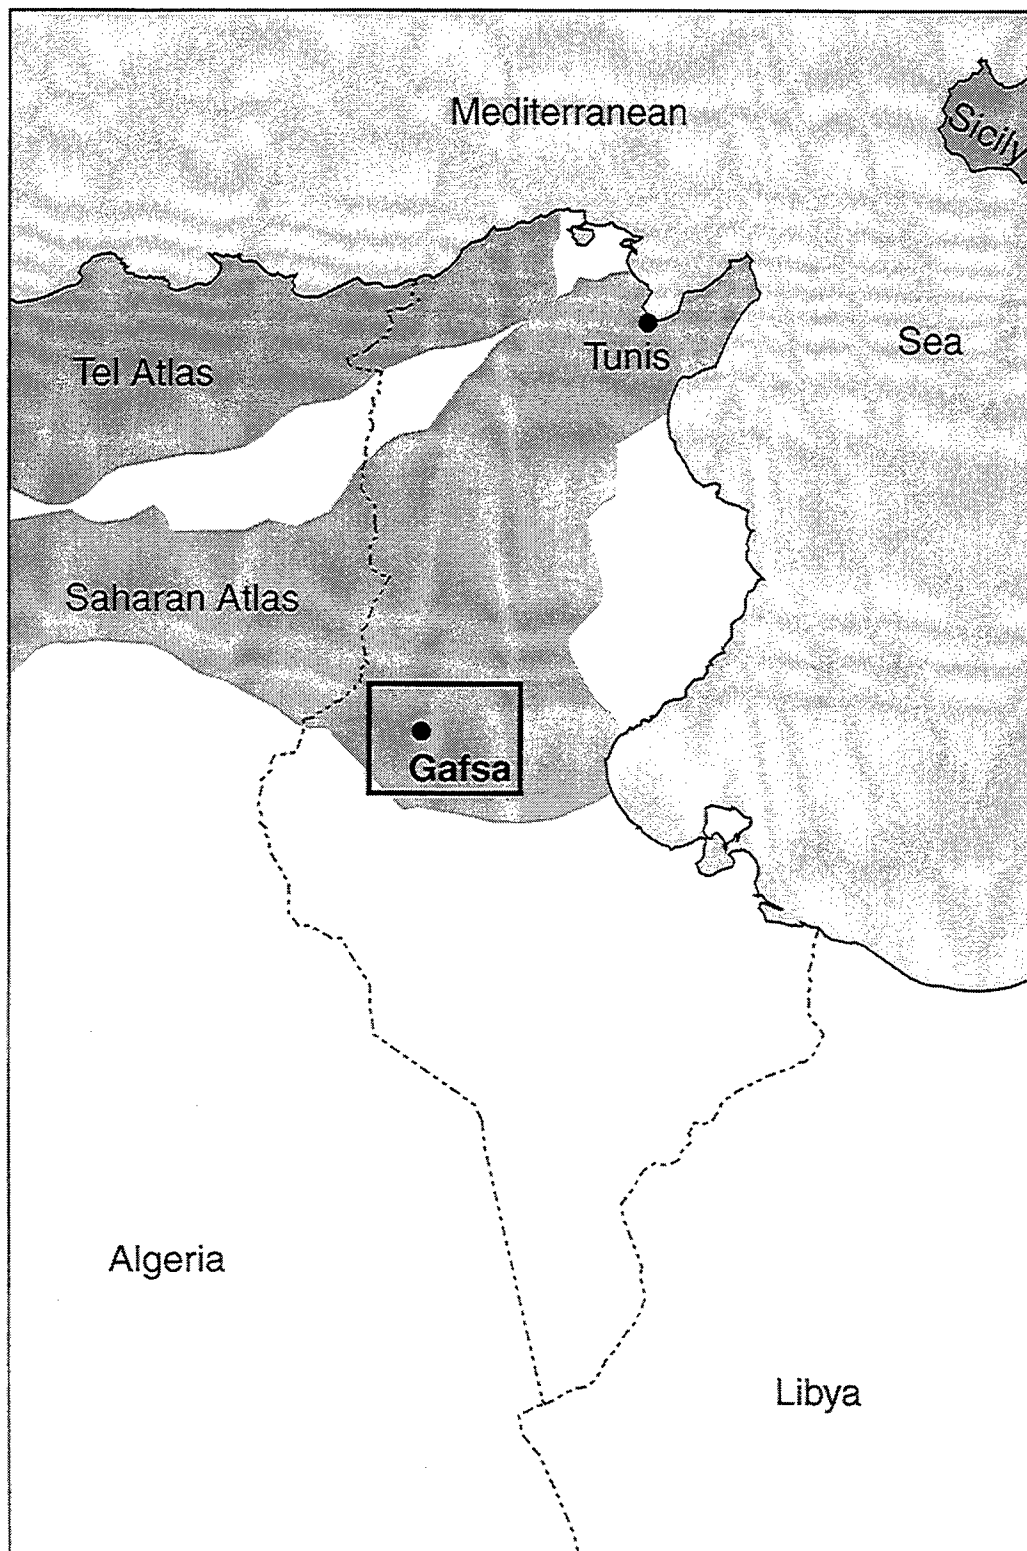 Mediterranean
Sicily
Sea
Tunis
Tel Atlas
Saharan Atlas
Gafsa
Algeria
Libya